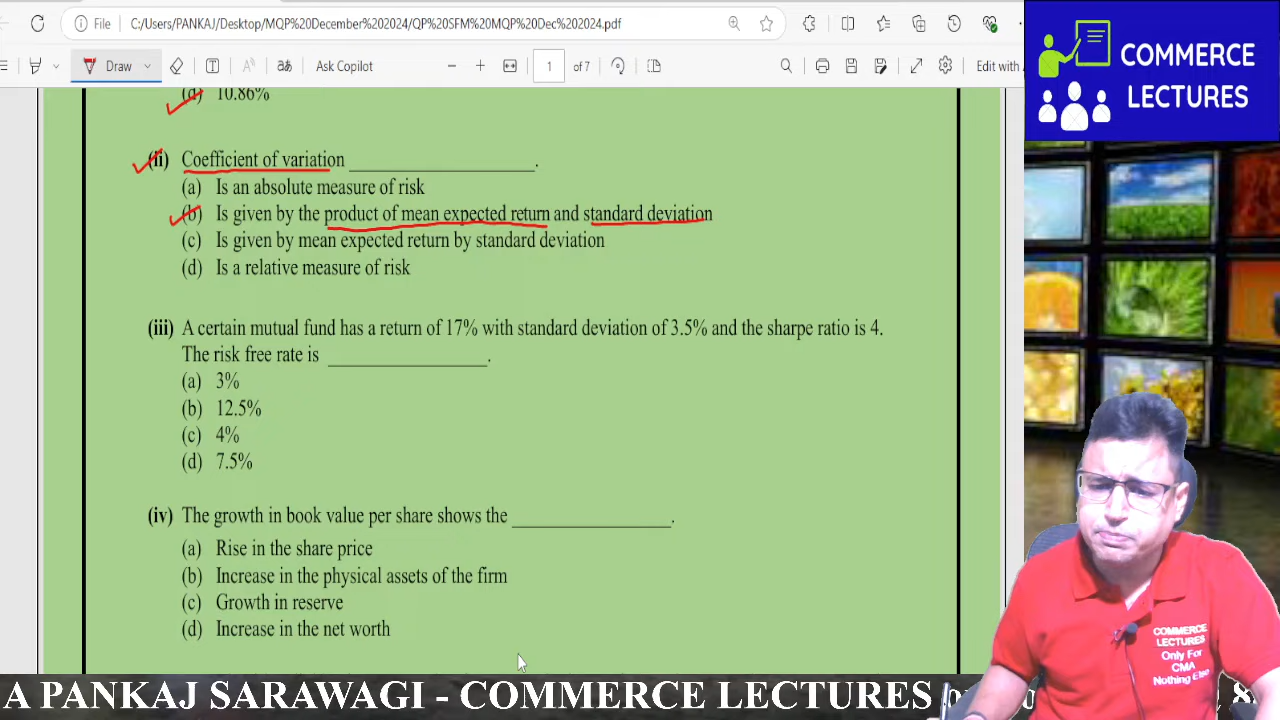 File
C:/Users/PANKAJ/Desktop/MQP%20December%202024/QP%20SFM%20MQP%20Dec%202024.pdf
Draw
Ask Copilot
1 of 7
Edit with
COMMERCE
LECTURES
(d) 10.86%
(ii) Coefficient of variation ____________________.
(a) Is an absolute measure of risk
(b) Is given by the product of mean expected return and standard deviation
(c) Is given by mean expected return by standard deviation
(d) Is a relative measure of risk
(iii) A certain mutual fund has a return of 17% with standard deviation of 3.5% and the sharpe ratio is 4.
The risk free rate is _________________.
(a) 3%
(b) 12.5%
(c) 4%
(d) 7.5%
(iv) The growth in book value per share shows the _________________.
(a) Rise in the share price
(b) Increase in the physical assets of the firm
(c) Growth in reserve
(d) Increase in the net worth
COMMERCE
LECTURES
Only For
CMA
A PANKAJ SARAWAGI - COMMERCE LECTURES